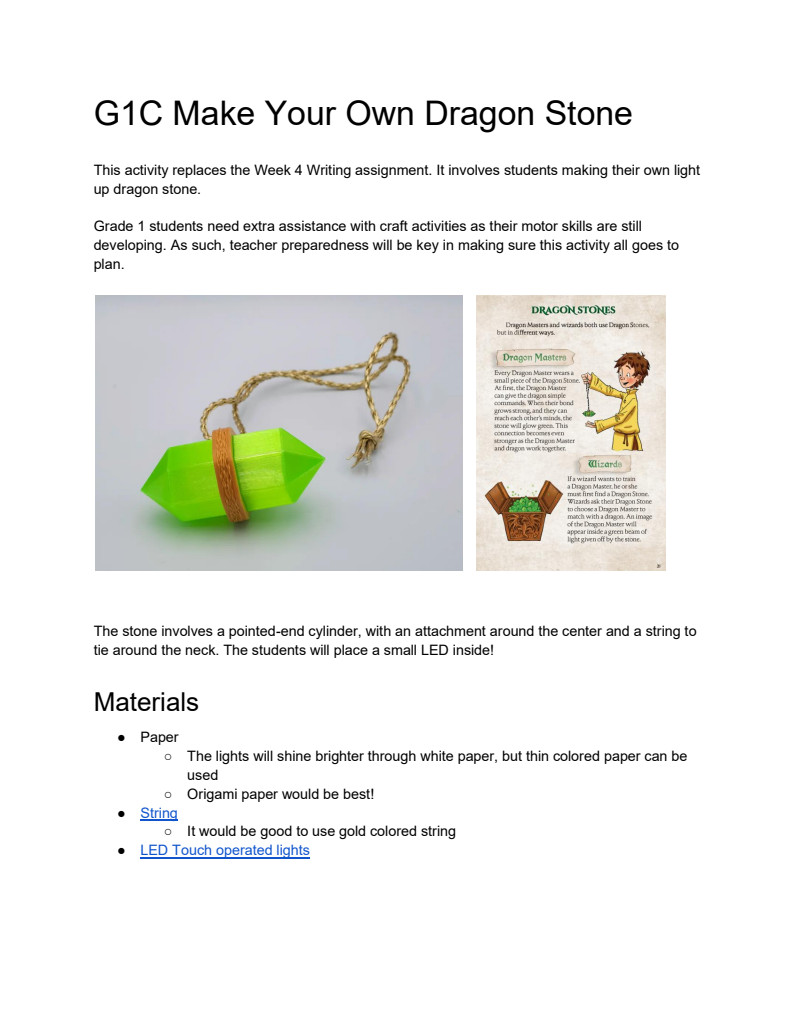 G1C Make Your Own Dragon Stone
This activity replaces the Week 4 Writing assignment. It involves students making their own light
up dragon stone.
Grade 1 students need extra assistance with craft activities as their motor skills are still
developing. As such, teacher preparedness will be key in making sure this activity all goes to
plan.
DRAGON STONES
Dragon Masters and wizards both use Dragon Stones,
but in different ways.
Dragon Masters
Every Dragon Master wears a
small piece of the Dragon Stone.
At first, the Dragon Master
can give the dragon simple
commands. When their bond
grows strong, and they can
reach each other's minds, the
stone will glow green. This
connection becomes even
stronger as the Dragon Master
and dragon work together.
Wizards
If a wizard wants to train
a Dragon Master, he or she
must first find a Dragon Stone.
Wizards ask their Dragon Stone
to choose a Dragon Master to
match with a dragon. An image
of the Dragon Master will
appear inside a green beam of
light given off by the stone.
The stone involves a pointed-end cylinder, with an attachment around the center and a string to
tie around the neck. The students will place a small LED inside!
Materials
● Paper
○ The lights will shine brighter through white paper, but thin colored paper can be
used
○ Origami paper would be best!
● String
○ It would be good to use gold colored string
● LED Touch operated lights